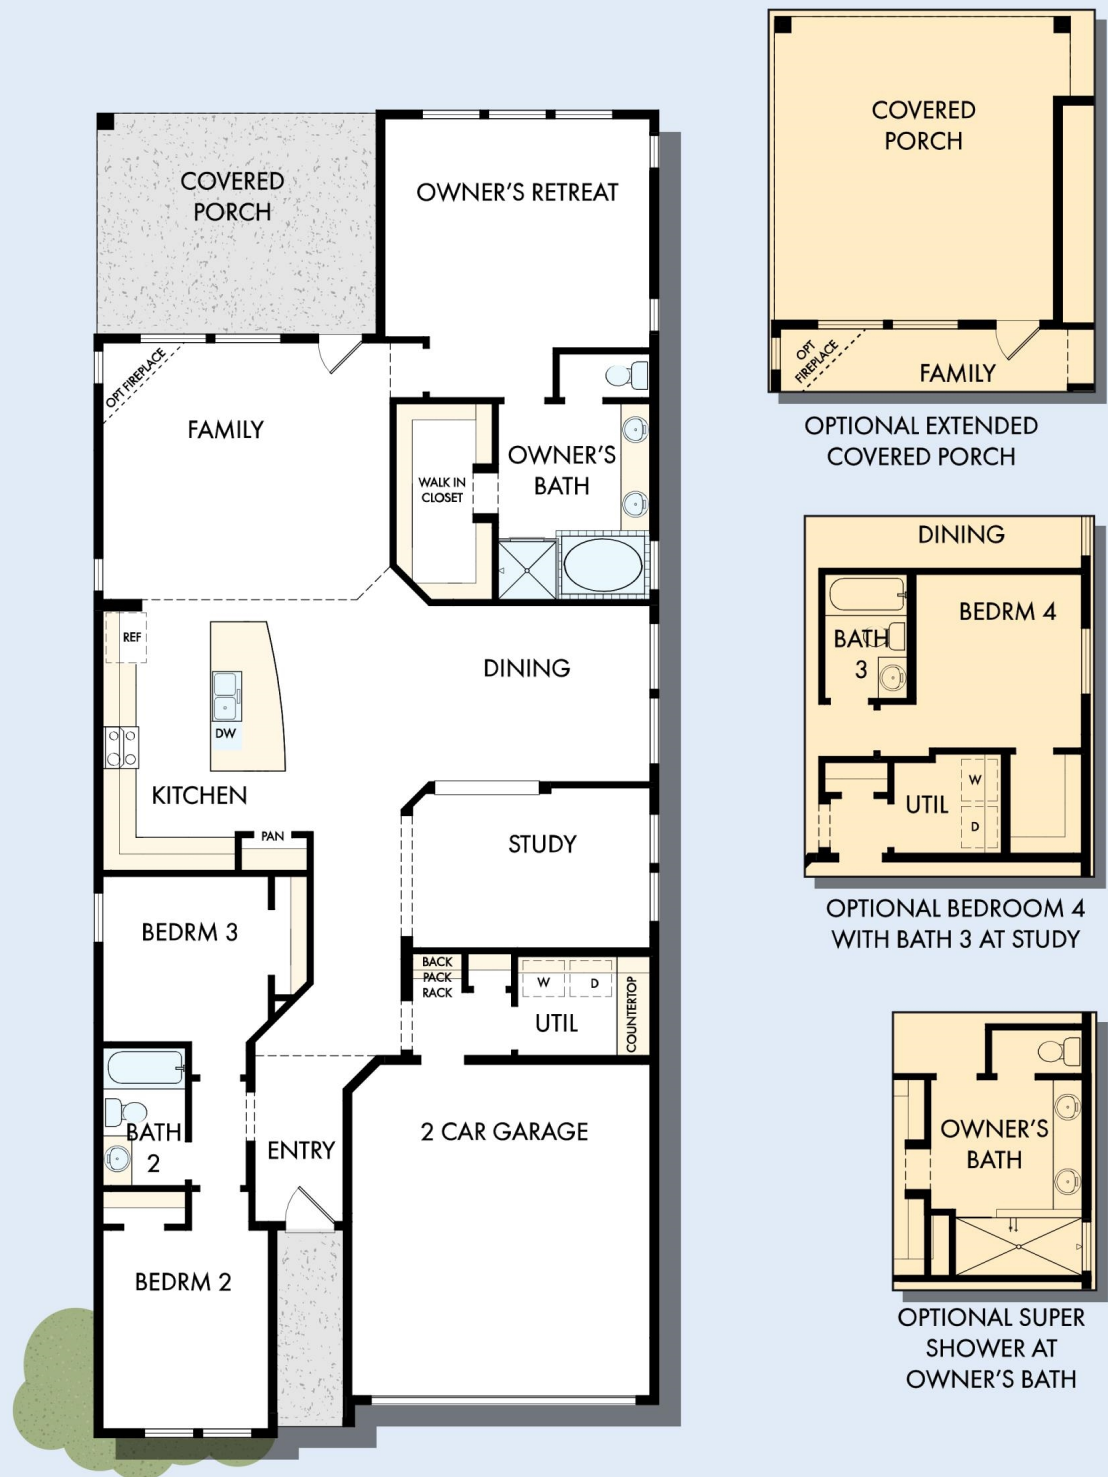 COVERED
PORCH
OWNER'S RETREAT
OPT FIREPLACE
FAMILY
WALK IN
CLOSET
OWNER'S
BATH
REF
DW
DINING
KITCHEN
PAN
STUDY
BEDRM 3
BACK
PACK
RACK
W
D
UTIL
COUNTERTOP
BATH
2
ENTRY
2 CAR GARAGE
BEDRM 2
COVERED
PORCH
OPT
FIREPLACE
FAMILY
OPTIONAL EXTENDED
COVERED PORCH
DINING
BEDRM 4
BATH
3
W
UTIL
D
OPTIONAL BEDROOM 4
WITH BATH 3 AT STUDY
OWNER'S
BATH
OPTIONAL SUPER
SHOWER AT
OWNER'S BATH